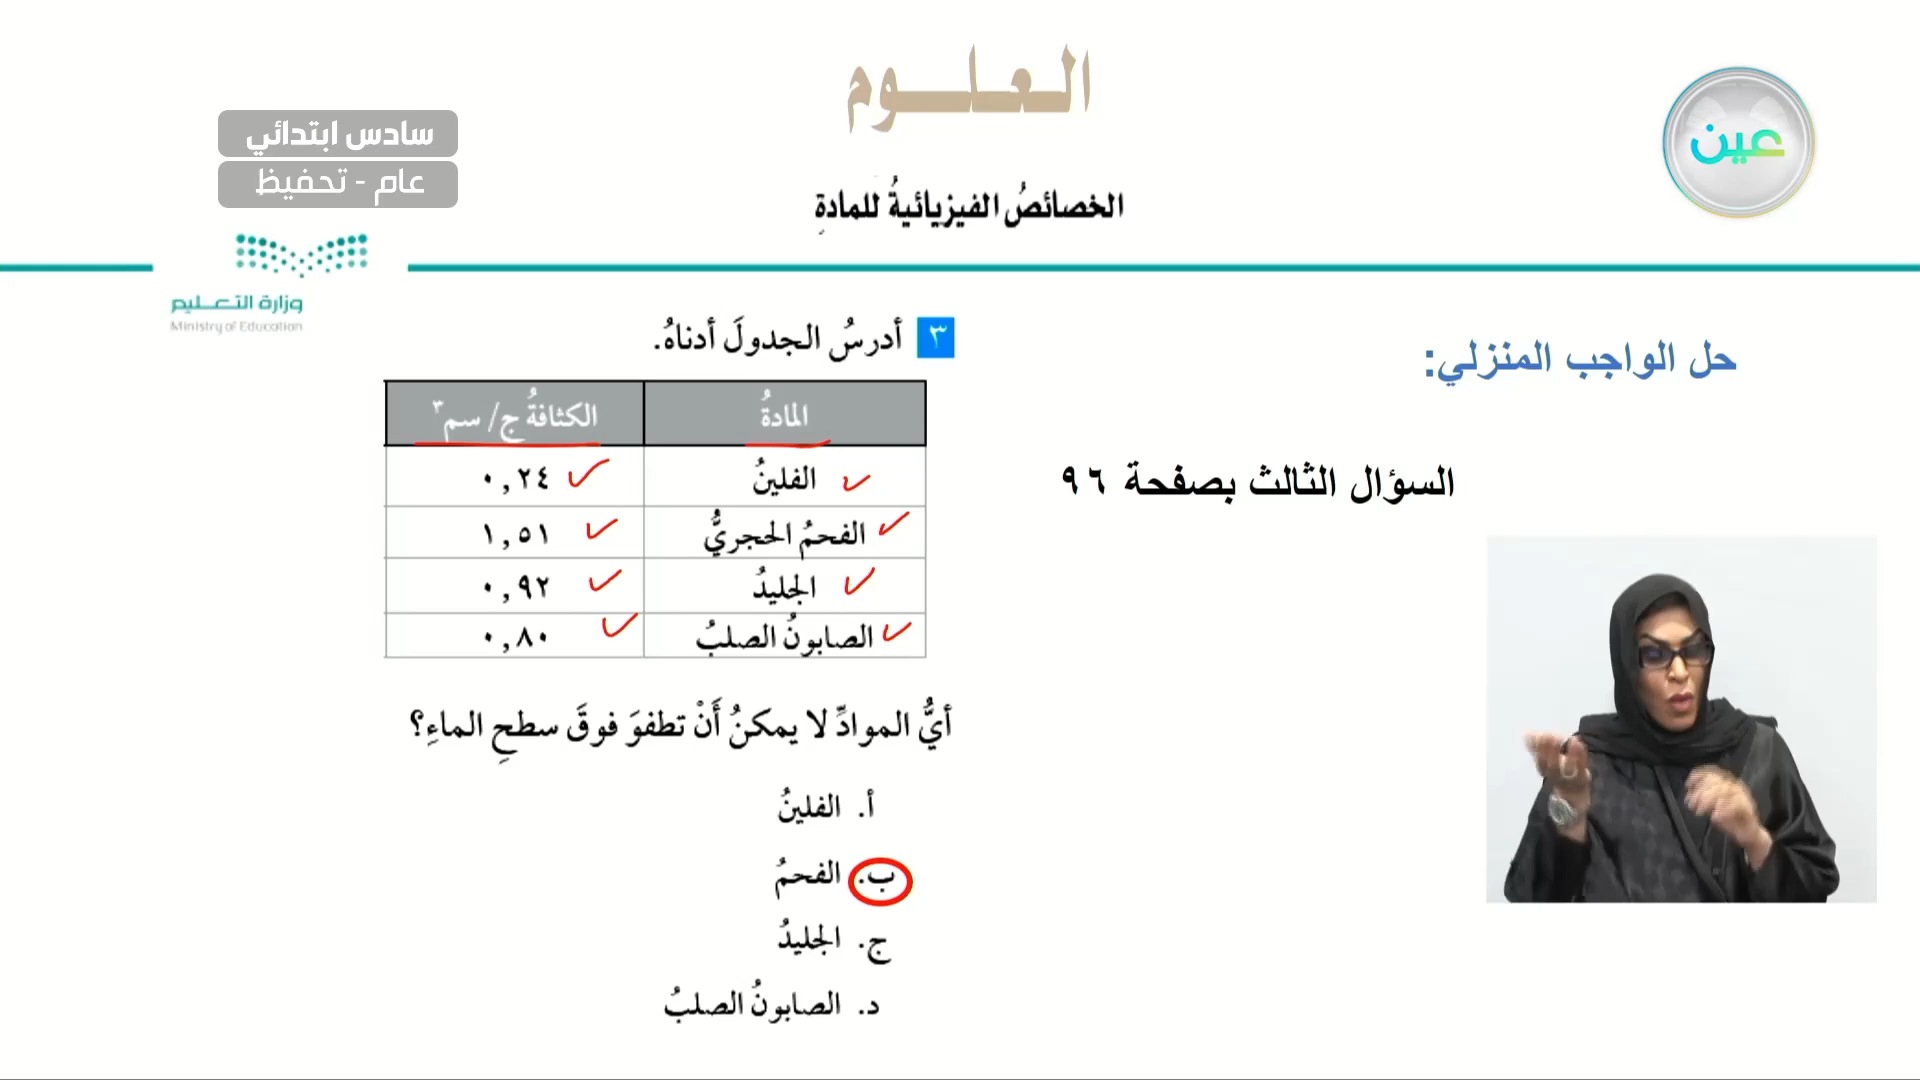 العلوم
عين
سادس ابتدائي
عام - تحفيظ
الخصائصُ الفيزيائيةُ للمادةِ
وزارة التعليم
Ministry of Education
حل الواجب المنزلي:
السؤال الثالث بصفحة ٩٦
٣ أدرسُ الجدولَ أدناهُ.
المادةُ الكثافةُ ج/ سم٣
الفلينُ ٠,٢٤
الفحمُ الحجريُّ ١,٥١
الجليدُ ٠,٩٢
الصابونُ الصلبُ ٠,٨٠
أيُّ الموادِّ لا يمكنُ أَنْ تطفوَ فوقَ سطحِ الماءِ؟
أ. الفلينُ
ب. الفحمُ
ج. الجليدُ
د. الصابونُ الصلبُ